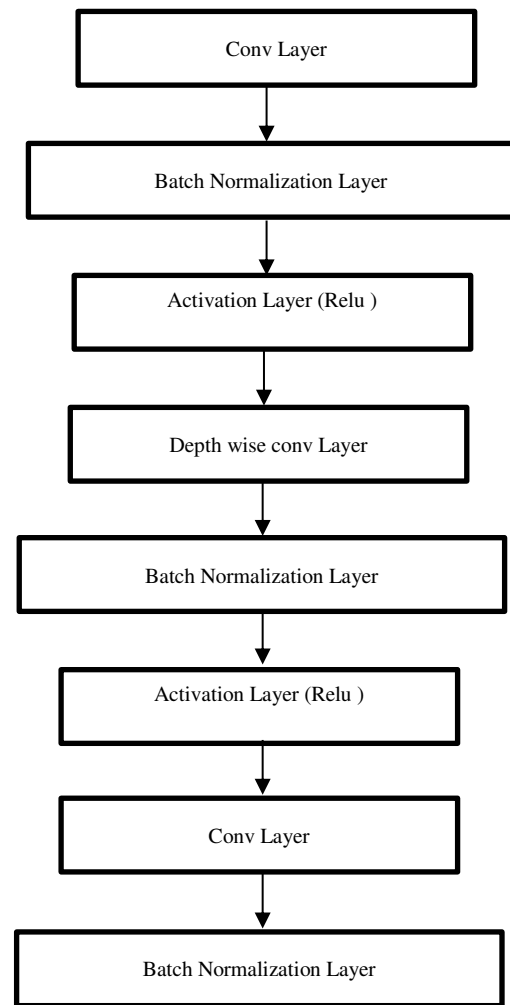 Conv Layer
Batch Normalization Layer
Activation Layer (Relu )
Depth wise conv Layer
Batch Normalization Layer
Activation Layer (Relu )
Conv Layer
Batch Normalization Layer